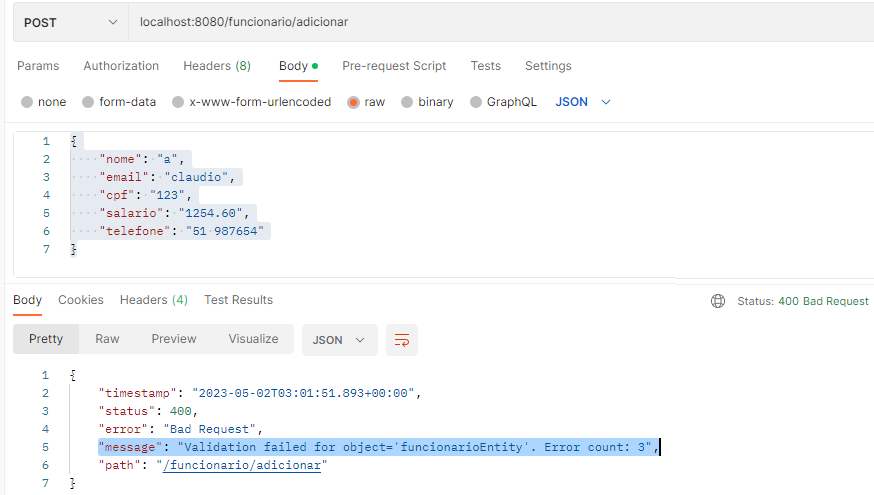 POST localhost:8080/funcionario/adicionar
Params Authorization Headers (8) Body Pre-request Script Tests Settings
none form-data x-www-form-urlencoded raw binary GraphQL JSON
1 {
2 "nome": "a",
3 "email": "claudio",
4 "cpf": "123",
5 "salario": "1254.60",
6 "telefone": "51 987654"
7 }
Body Cookies Headers (4) Test Results Status: 400 Bad Request
Pretty Raw Preview Visualize JSON
1 {
2 "timestamp": "2023-05-02T03:01:51.893+00:00",
3 "status": 400,
4 "error": "Bad Request",
5 "message": "Validation failed for object='funcionarioEntity'. Error count: 3",
6 "path": "/funcionario/adicionar"
7 }